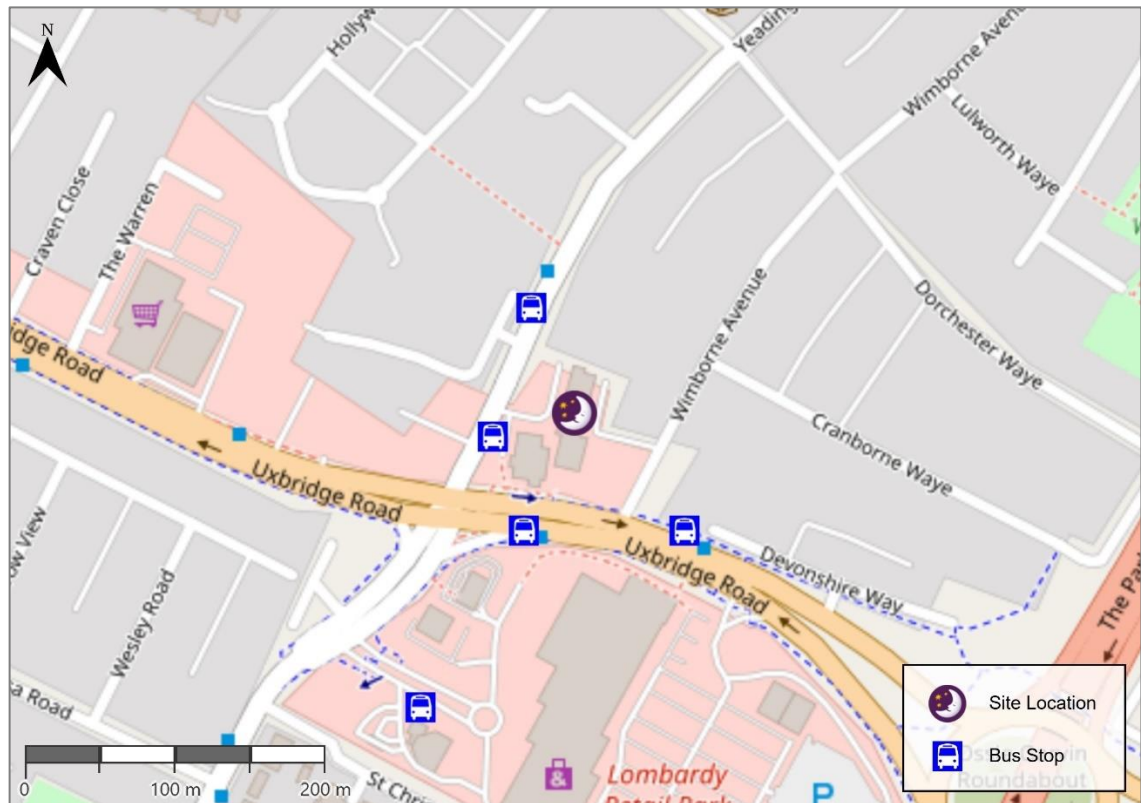 N
Hollyw
Yeading
Wimborne Avenue
Lulworth Waye
Craven Close
The Warren
Dorchester Waye
Wimborne Avenue
idge Road
Cranborne Waye
Uxbridge Road
Uxbridge Road
Devonshire Way
The Par
ow View
Wesley Road
a Road
St Chri
Lombardy
Retail Park
P
Roundabout
Site Location
Bus Stop
0
100 m
200 m